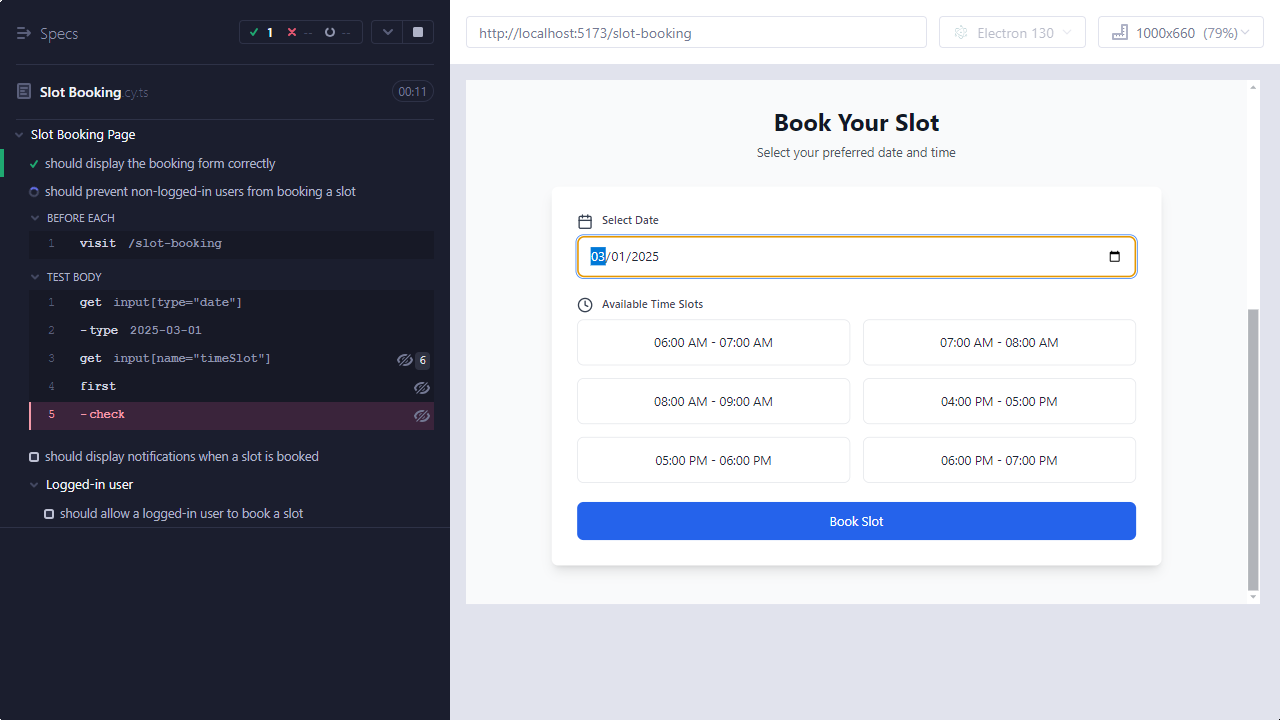 Specs
1 -- --
Slot Booking.cy.ts 00:11
Slot Booking Page
should display the booking form correctly
should prevent non-logged-in users from booking a slot
BEFORE EACH
1 visit /slot-booking
TEST BODY
1 get input[type="date"]
2 -type 2025-03-01
3 get input[name="timeSlot"] 6
4 first
5 -check
should display notifications when a slot is booked
Logged-in user
should allow a logged-in user to book a slot
http://localhost:5173/slot-booking
Electron 130
1000x660 (79%)
Book Your Slot
Select your preferred date and time
Select Date
03/01/2025
Available Time Slots
06:00 AM - 07:00 AM
07:00 AM - 08:00 AM
08:00 AM - 09:00 AM
04:00 PM - 05:00 PM
05:00 PM - 06:00 PM
06:00 PM - 07:00 PM
Book Slot